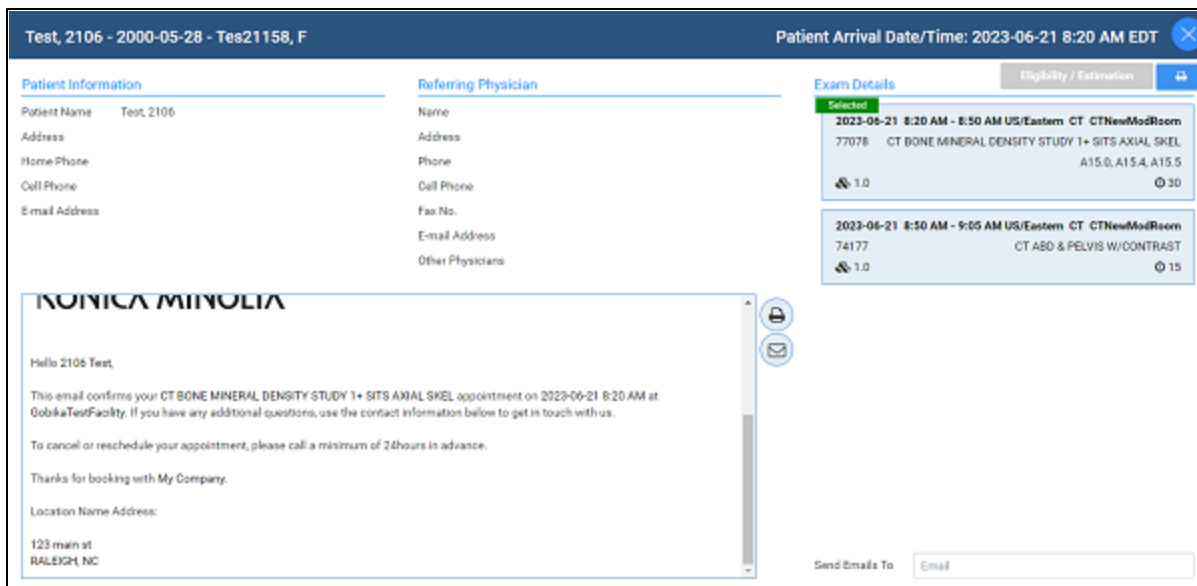 Test, 2106 - 2000-05-28 - Tes21158, F
Patient Arrival Date/Time: 2023-06-21 8:20 AM EDT
Patient Information
Patient Name Test, 2106
Address
Home Phone
Cell Phone
E-mail Address
Referring Physician
Name
Address
Phone
Cell Phone
Fax No.
E-mail Address
Other Physicians
Eligibility / Estimation
Exam Details
Selected
2023-06-21 8:20 AM - 8:50 AM US/Eastern CT CTNewModRoom
77078 CT BONE MINERAL DENSITY STUDY 1+ SITS AXIAL SKEL
A15.0, A15.4, A15.5
1.0 30
2023-06-21 8:50 AM - 9:05 AM US/Eastern CT CTNewModRoom
74177 CT ABD & PELVIS W/CONTRAST
1.0 15
KONICA MINOLTA
Hello 2106 Test,
This email confirms your CT BONE MINERAL DENSITY STUDY 1+ SITS AXIAL SKEL appointment on 2023-06-21 8:20 AM at
GobikaTestFacility. If you have any additional questions, use the contact information below to get in touch with us.
To cancel or reschedule your appointment, please call a minimum of 24hours in advance.
Thanks for booking with My Company.
Location Name Address:
123 main st
RALEIGH, NC
Send Emails To Email